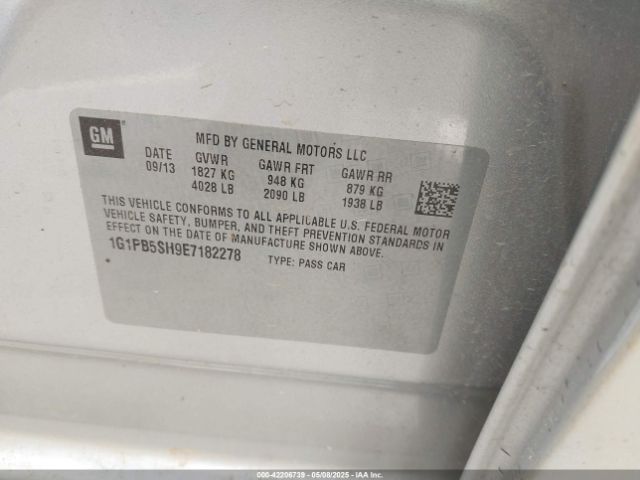 GM
MFD BY GENERAL MOTORS LLC
DATE GVWR GAWR FRT GAWR RR
09/13 1827 KG 948 KG 879 KG
4028 LB 2090 LB 1938 LB
THIS VEHICLE CONFORMS TO ALL APPLICABLE U.S. FEDERAL MOTOR
VEHICLE SAFETY, BUMPER, AND THEFT PREVENTION STANDARDS IN
EFFECT ON THE DATE OF MANUFACTURE SHOWN ABOVE.
1G1PB5SH9E7182278 TYPE: PASS CAR
000-42206739 - 05/08/2025 - IAA Inc.